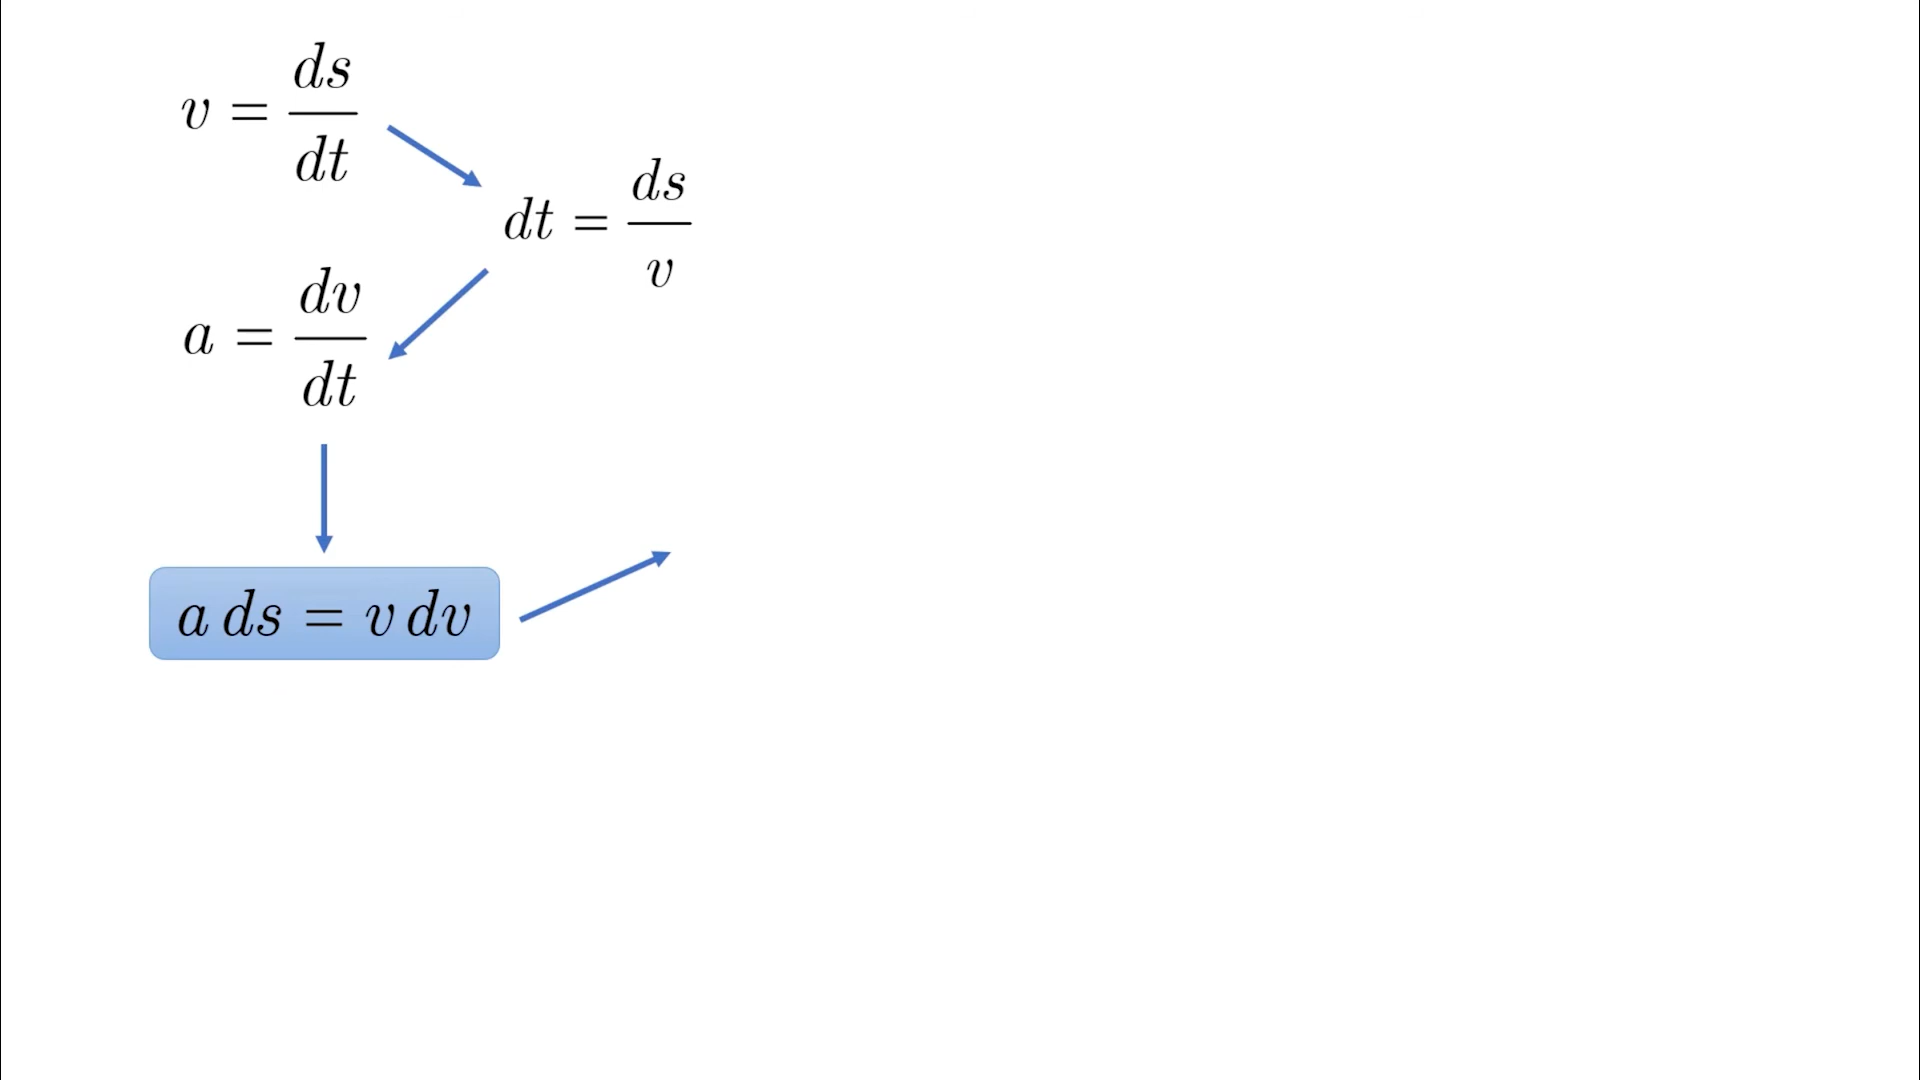 v = ds/dt
dt = ds/v
a = dv/dt
a ds = v dv